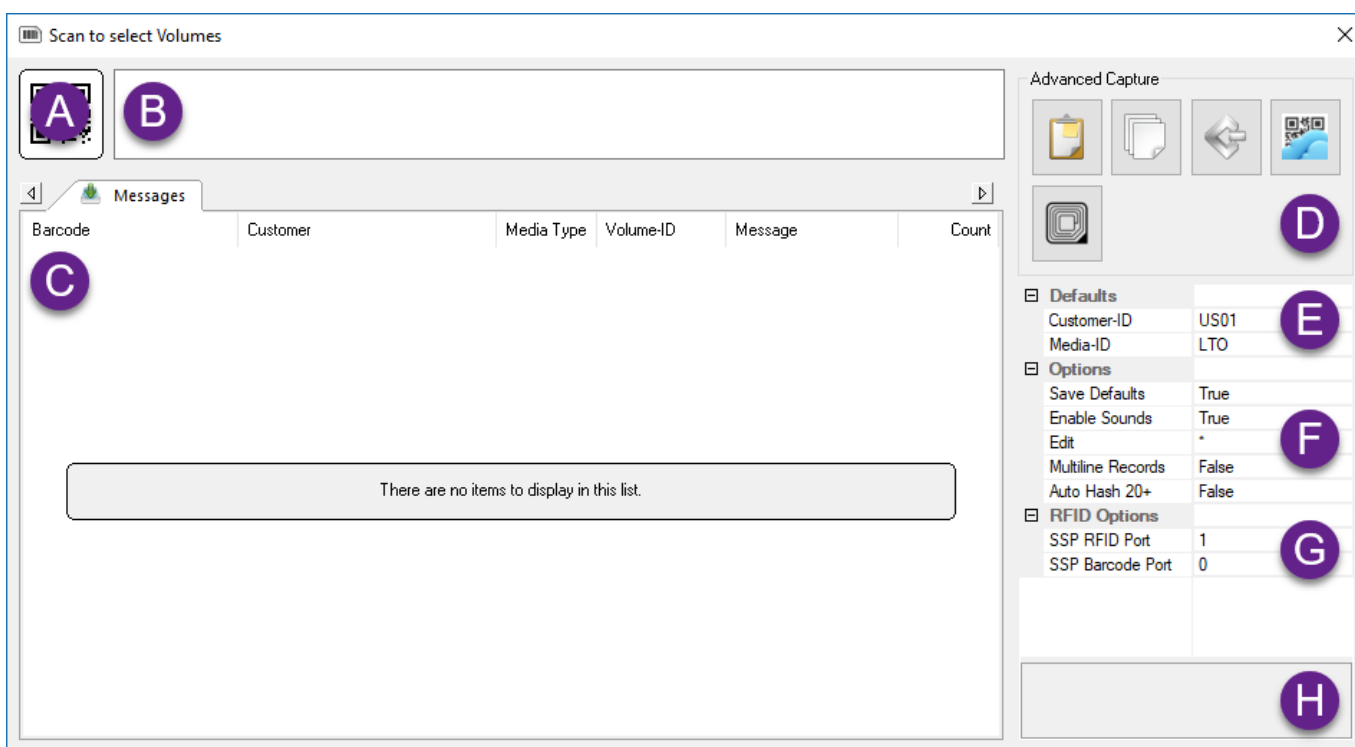 Scan to select Volumes
A
B
Advanced Capture
D
Messages
Barcode Customer Media Type Volume-ID Message Count
C
There are no items to display in this list.
Defaults
Customer-ID US01
E
Media-ID LTO
Options
Save Defaults True
Enable Sounds True
F
Edit *
Multiline Records False
Auto Hash 20+ False
RFID Options
SSP RFID Port 1
G
SSP Barcode Port 0
H